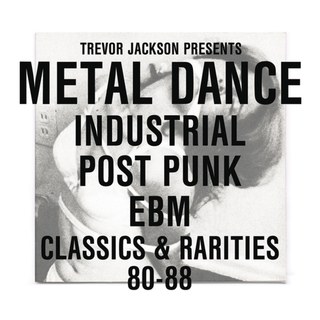 TREVOR JACKSON PRESENTS
METAL DANCE
INDUSTRIAL
POST PUNK
EBM
CLASSICS & RARITIES
80-88